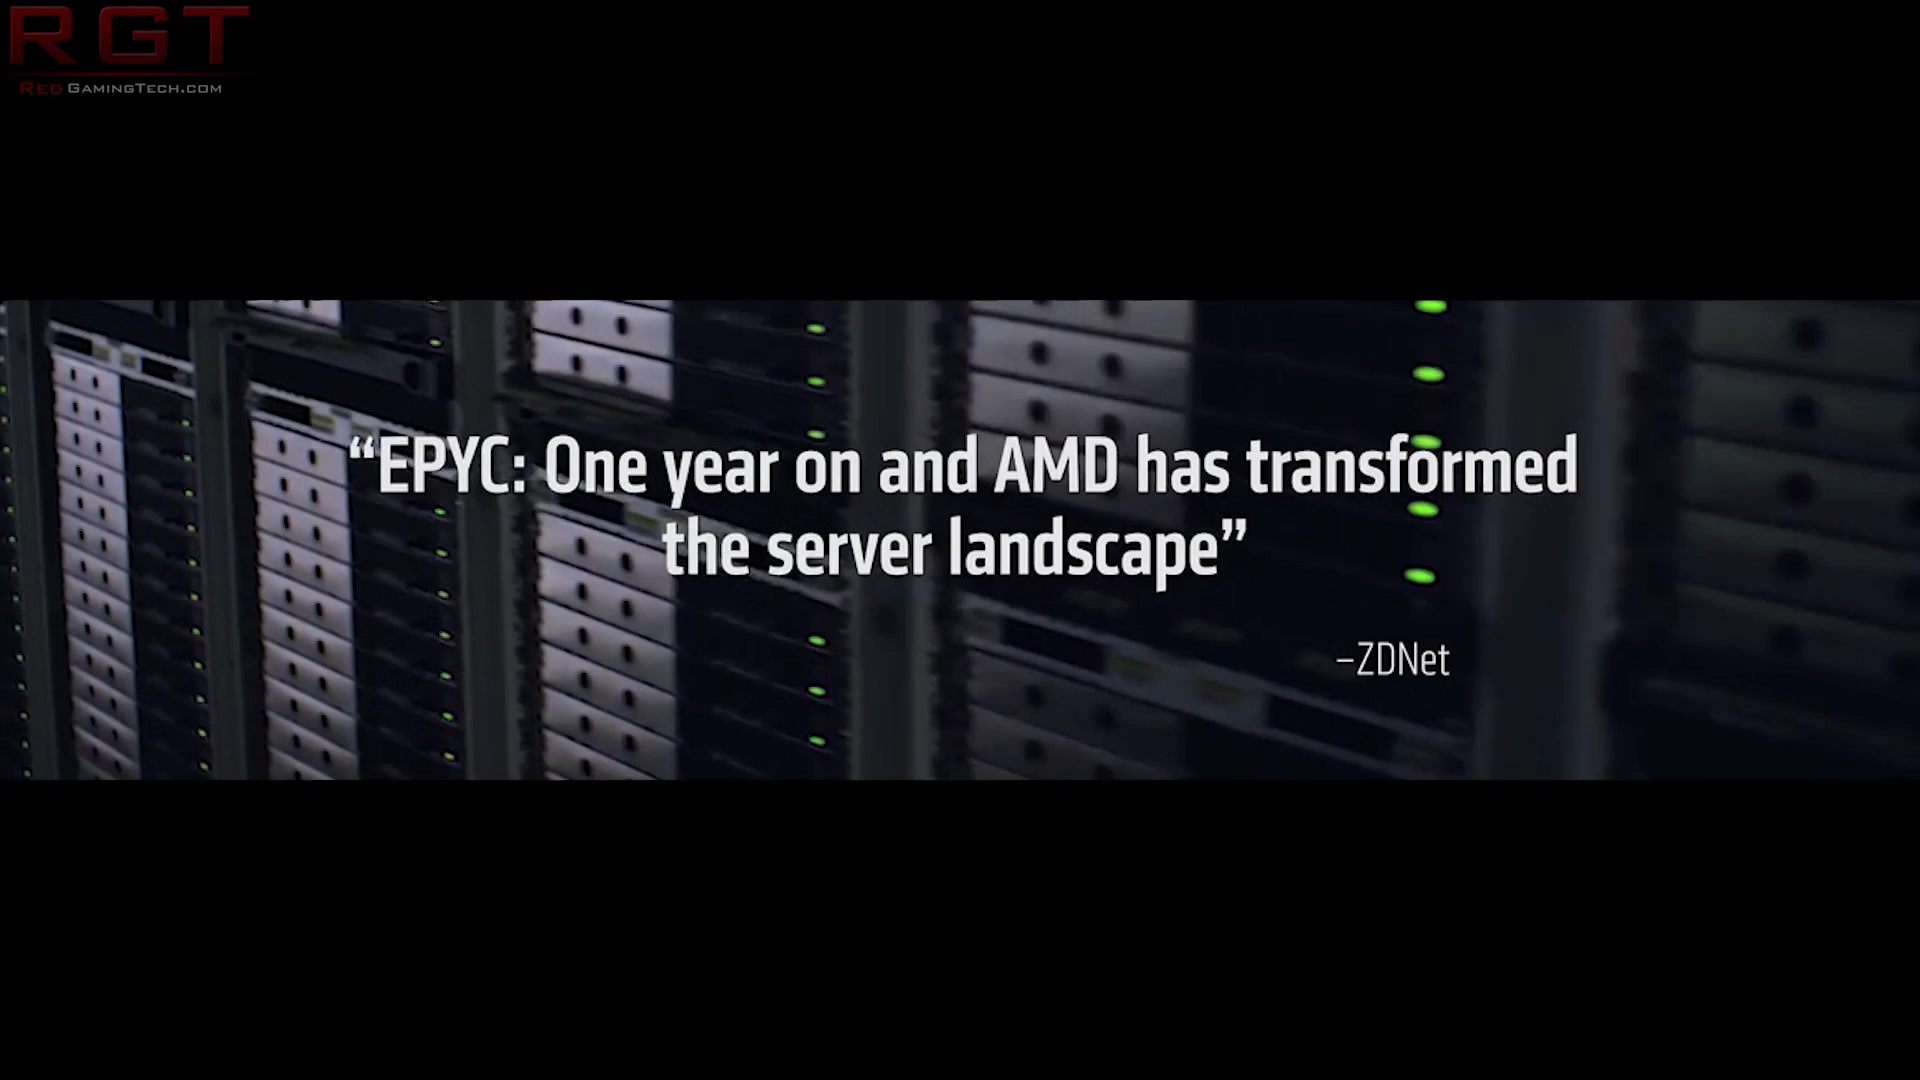 RGT
RED GAMINGTECH.COM
“EPYC: One year on and AMD has transformed
the server landscape”
–ZDNet